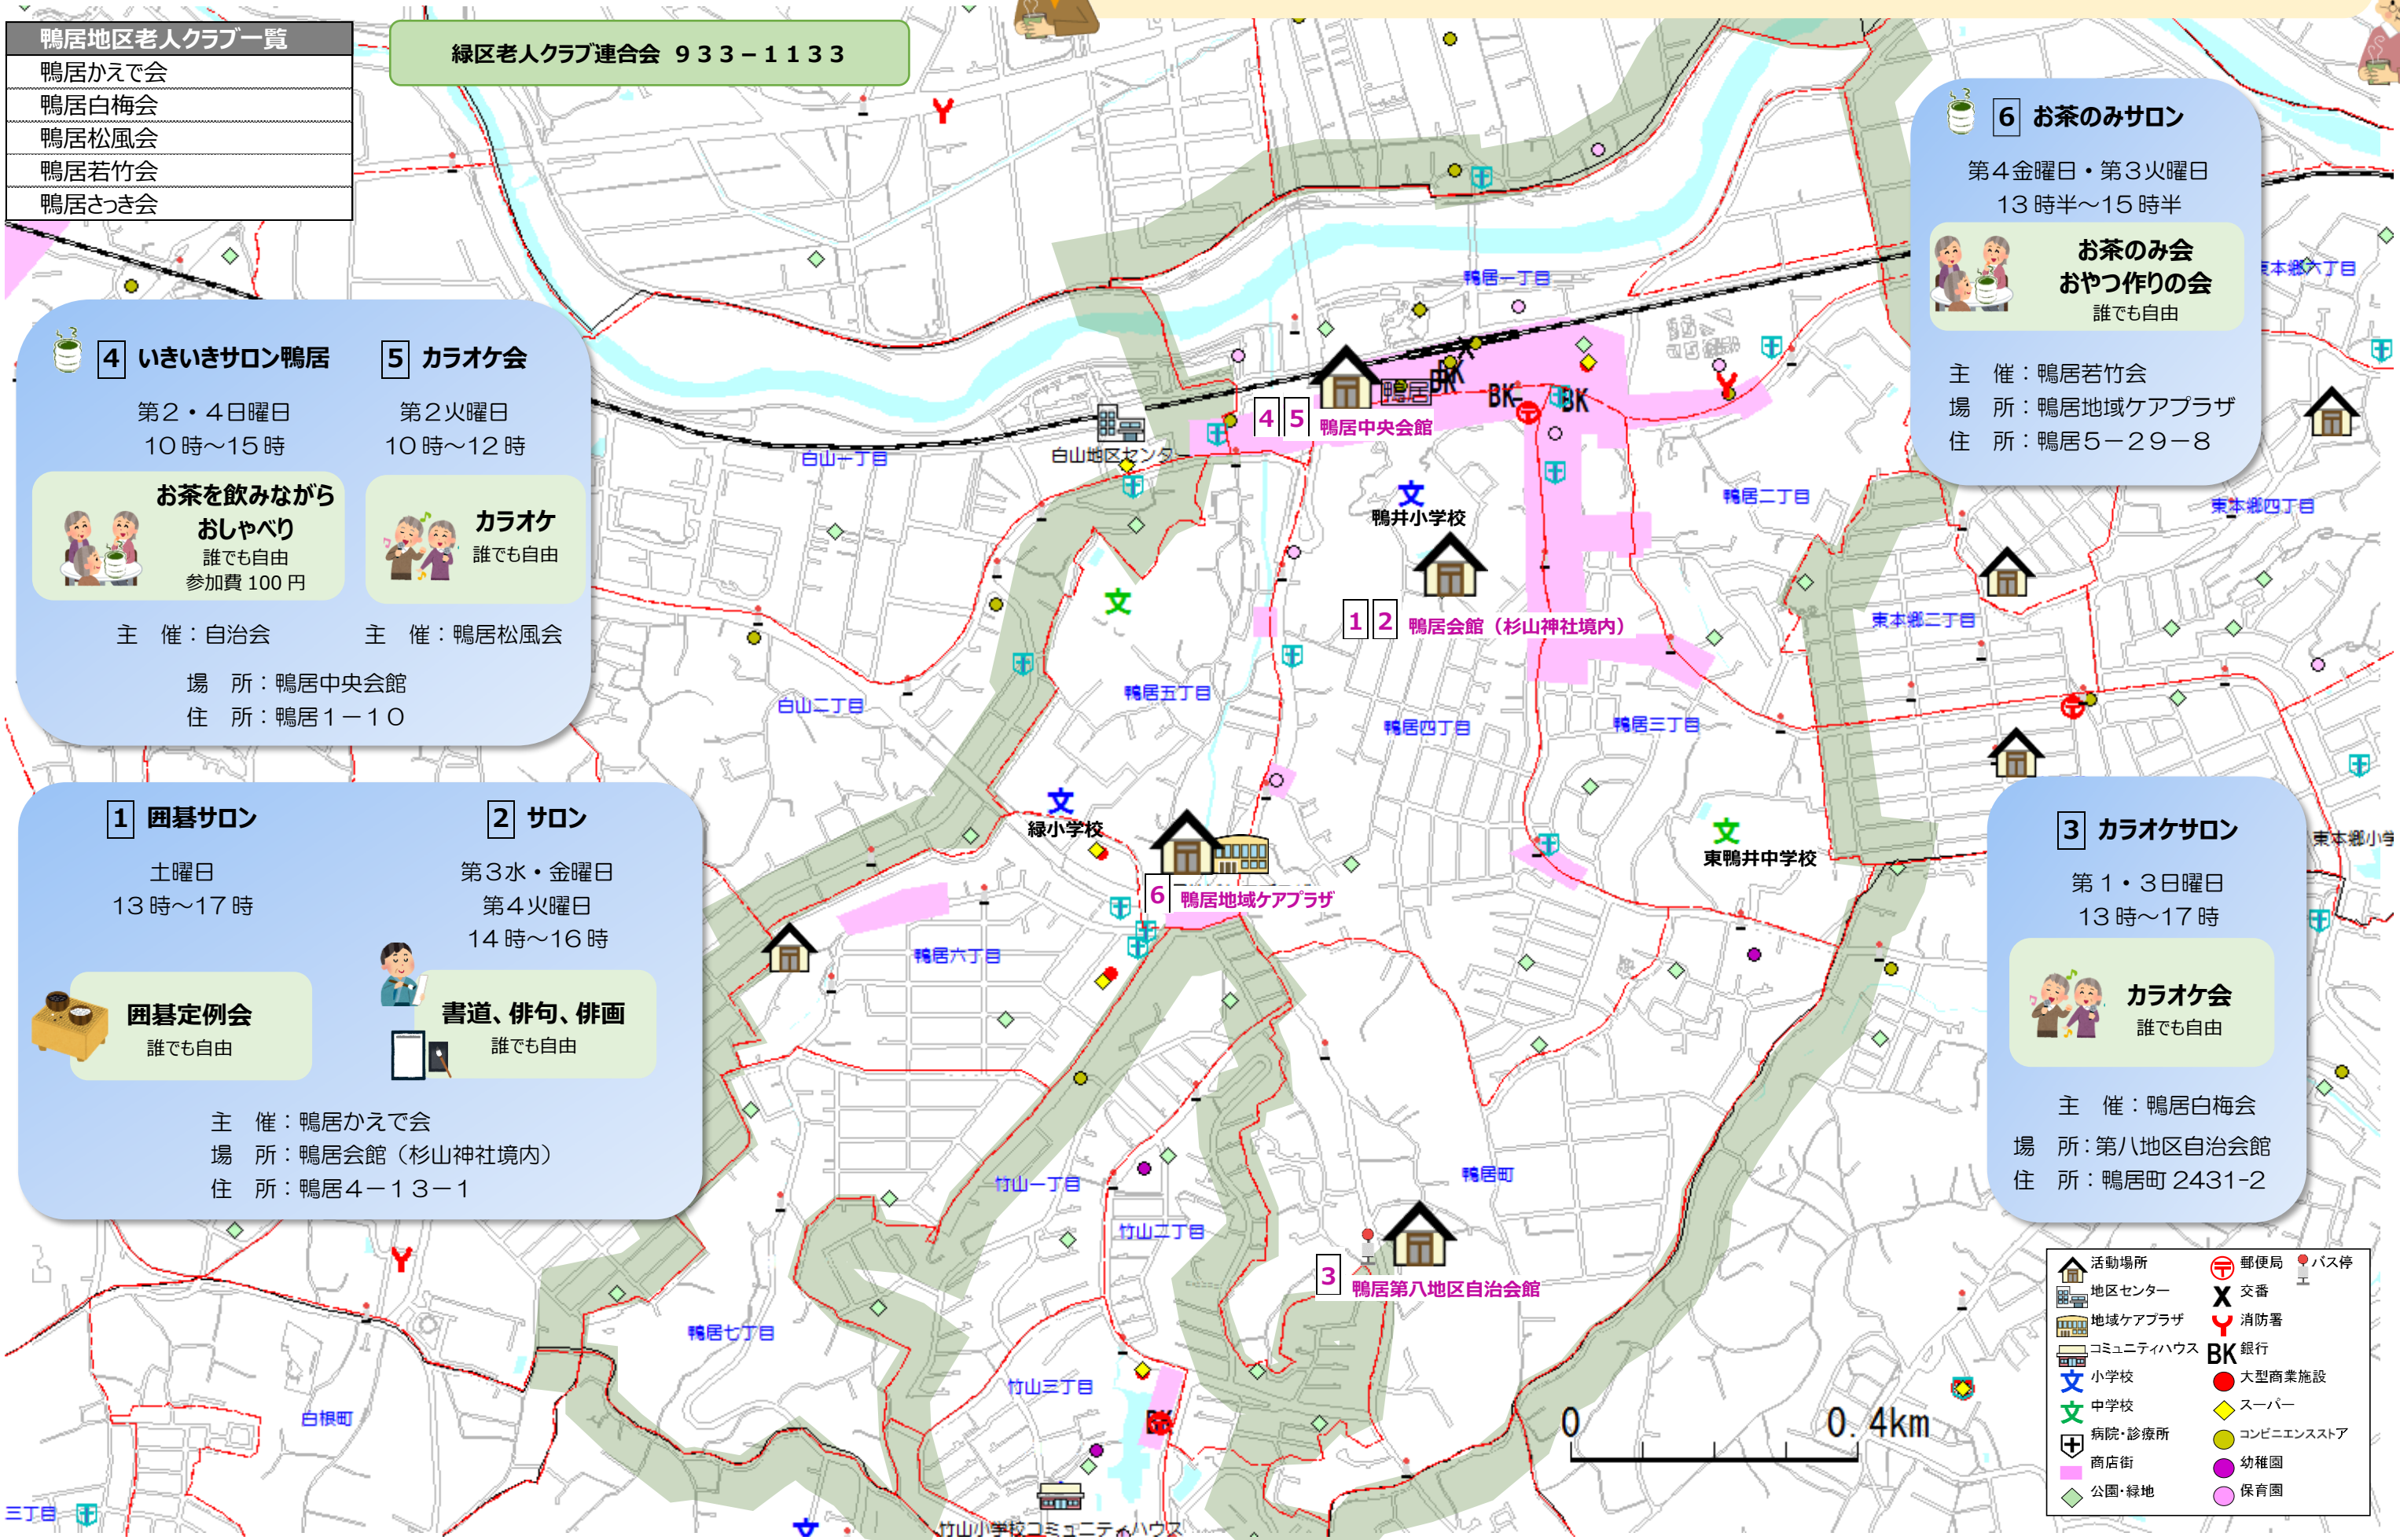 鴨居地区老人クラブ一覧
鴨居かえで会
鴨居白梅会
鴨居松風会
鴨居若竹会
鴨居さつき会
緑区老人クラブ連合会 ９３３－１１３３
6 お茶のみサロン
第4金曜日・第3火曜日
13時半～15時半
お茶のみ会
おやつ作りの会
誰でも自由
主　催：鴨居若竹会
場　所：鴨居地域ケアプラザ
住　所：鴨居５－２９－８
4 いきいきサロン鴨居
第２・４日曜日
10時～15時
お茶を飲みながら
おしゃべり
誰でも自由
参加費100円
主　催：自治会
5 カラオケ会
第２火曜日
10時～12時
カラオケ
誰でも自由
主　催：鴨居松風会
場　所：鴨居中央会館
住　所：鴨居１－１０
1 囲碁サロン
土曜日
13時～17時
囲碁定例会
誰でも自由
2 サロン
第３水・金曜日
第４火曜日
14時～16時
書道、俳句、俳画
誰でも自由
主　催：鴨居かえで会
場　所：鴨居会館（杉山神社境内）
住　所：鴨居４－１３－１
3 カラオケサロン
第１・３日曜日
13時～17時
カラオケ会
誰でも自由
主　催：鴨居白梅会
場　所：第八地区自治会館
住　所：鴨居町2431-2
鴨居一丁目
東本郷六丁目
鴨居
BK
BK
BK
4 5 鴨居中央会館
白山地区センター
白山一丁目
文
鴨井小学校
鴨居二丁目
東本郷四丁目
文
1 2 鴨居会館（杉山神社境内）
東本郷二丁目
鴨居五丁目
白山二丁目
鴨居四丁目
鴨居三丁目
文
緑小学校
文
東鴨井中学校
東本郷小学
6 鴨居地域ケアプラザ
鴨居六丁目
竹山一丁目
鴨居町
竹山二丁目
3 鴨居第八地区自治会館
鴨居七丁目
竹山三丁目
白根町
三丁目
文
竹山小学校コミュニティハウス
0 0.4km
活動場所
地区センター
地域ケアプラザ
コミュニティハウス
文 小学校
文 中学校
病院・診療所
商店街
公園・緑地
郵便局
バス停
X 交番
Y 消防署
BK 銀行
大型商業施設
スーパー
コンビニエンスストア
幼稚園
保育園